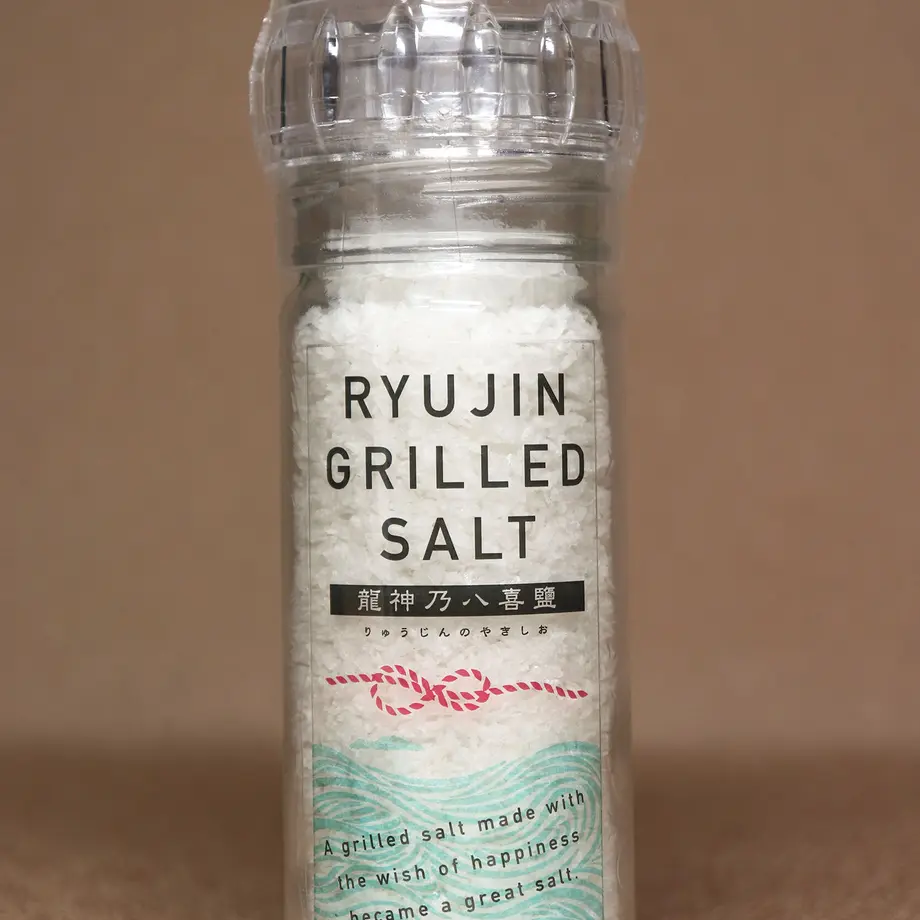 RYUJIN
GRILLED
SALT
龍神乃八喜鹽
りゅうじんのやきしお
A grilled salt made with
the wish of happiness
became a great salt.